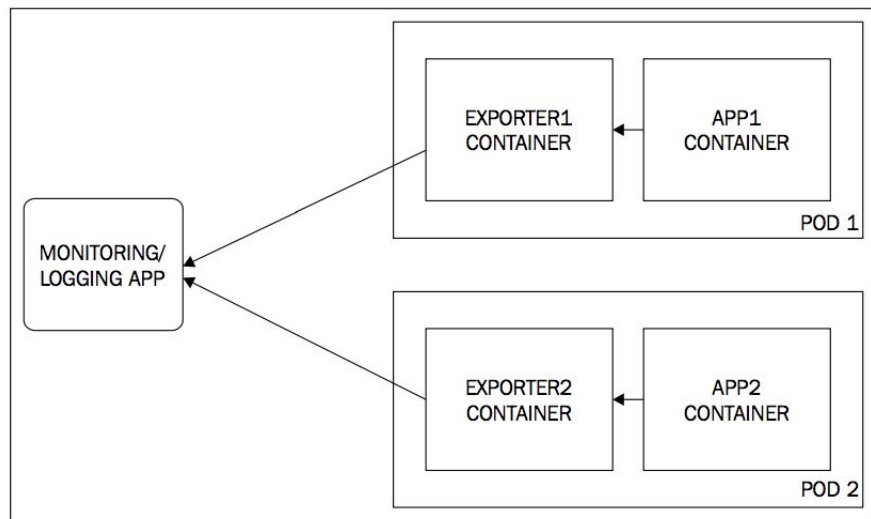 EXPORTER1
CONTAINER
APP1
CONTAINER
POD 1
MONITORING/
LOGGING APP
EXPORTER2
CONTAINER
APP2
CONTAINER
POD 2